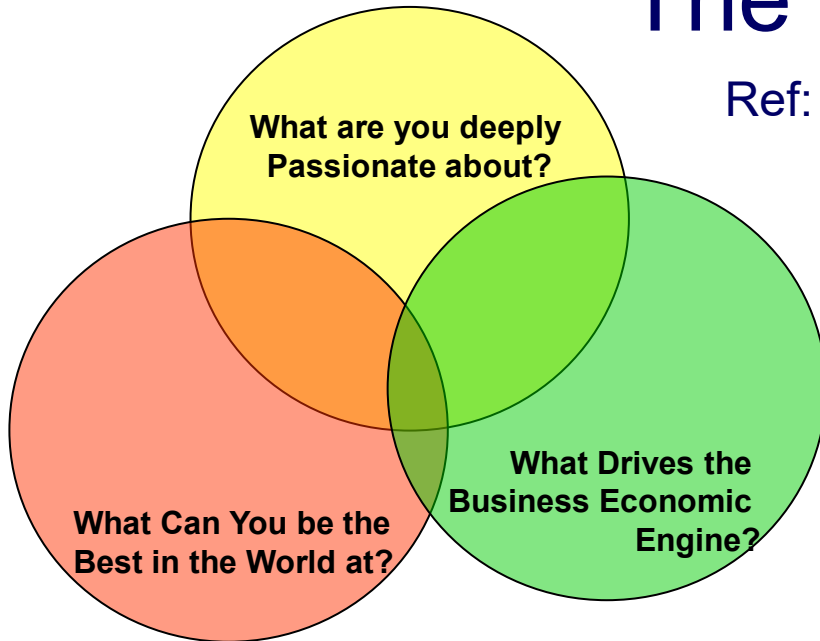 The
Ref:
What are you deeply
Passionate about?
What Drives the
Business Economic
Engine?
What Can You be the
Best in the World at?